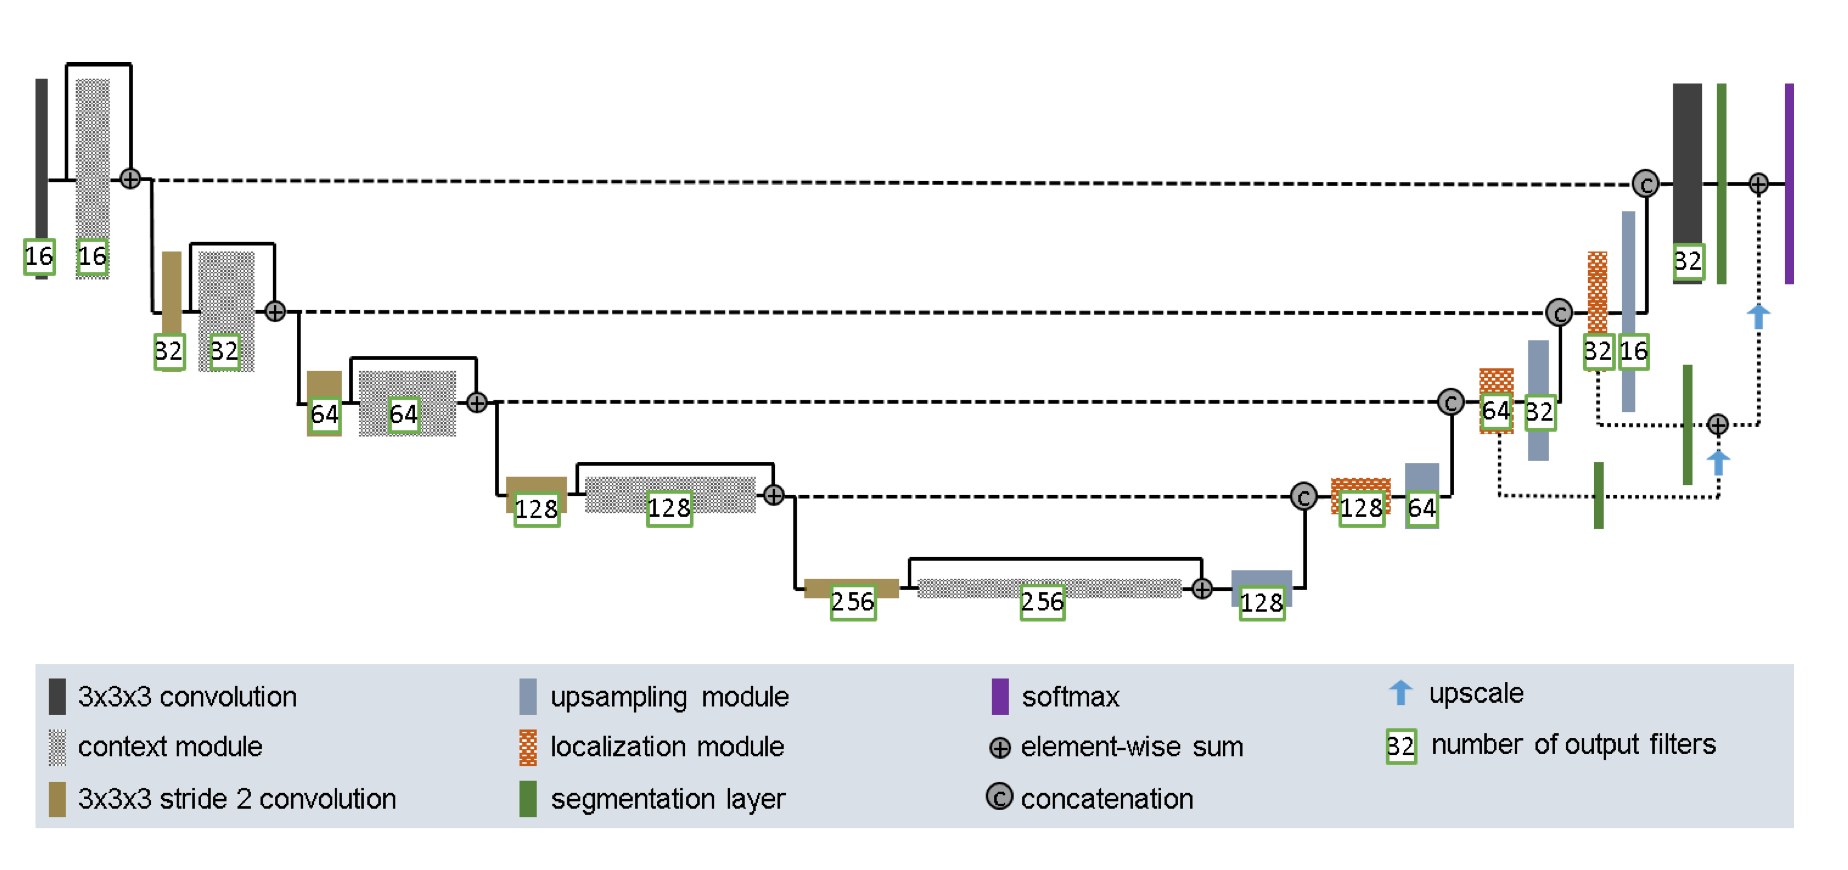 16 16
32 32
64 64
128 128
256 256 128
C 128 64
C 64 32
C 32 16
C 32
3x3x3 convolution
context module
3x3x3 stride 2 convolution
upsampling module
localization module
segmentation layer
softmax
element-wise sum
C concatenation
upscale
32 number of output filters